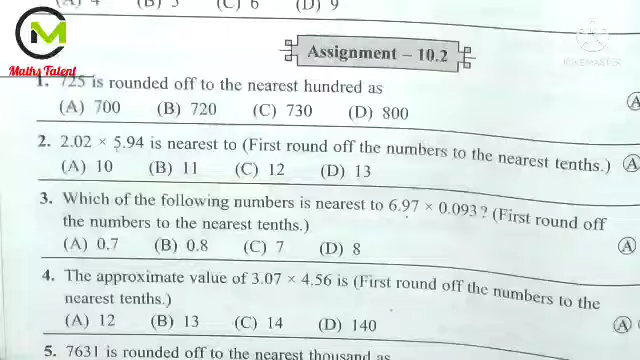 (A) 4 (B) 5 (C) 6 (D) 9
Assignment – 10.2
CM
Maths Talent
KINEMASTER
1. 725 is rounded off to the nearest hundred as
(A) 700 (B) 720 (C) 730 (D) 800
A
2. 2.02 × 5.94 is nearest to (First round off the numbers to the nearest tenths.) A
(A) 10 (B) 11 (C) 12 (D) 13
3. Which of the following numbers is nearest to 6.97 × 0.093? (First round off
the numbers to the nearest tenths.)
(A) 0.7 (B) 0.8 (C) 7 (D) 8
A
4. The approximate value of 3.07 × 4.56 is (First round off the numbers to the
nearest tenths.)
(A) 12 (B) 13 (C) 14 (D) 140
A
5. 7631 is rounded off to the nearest thousand as